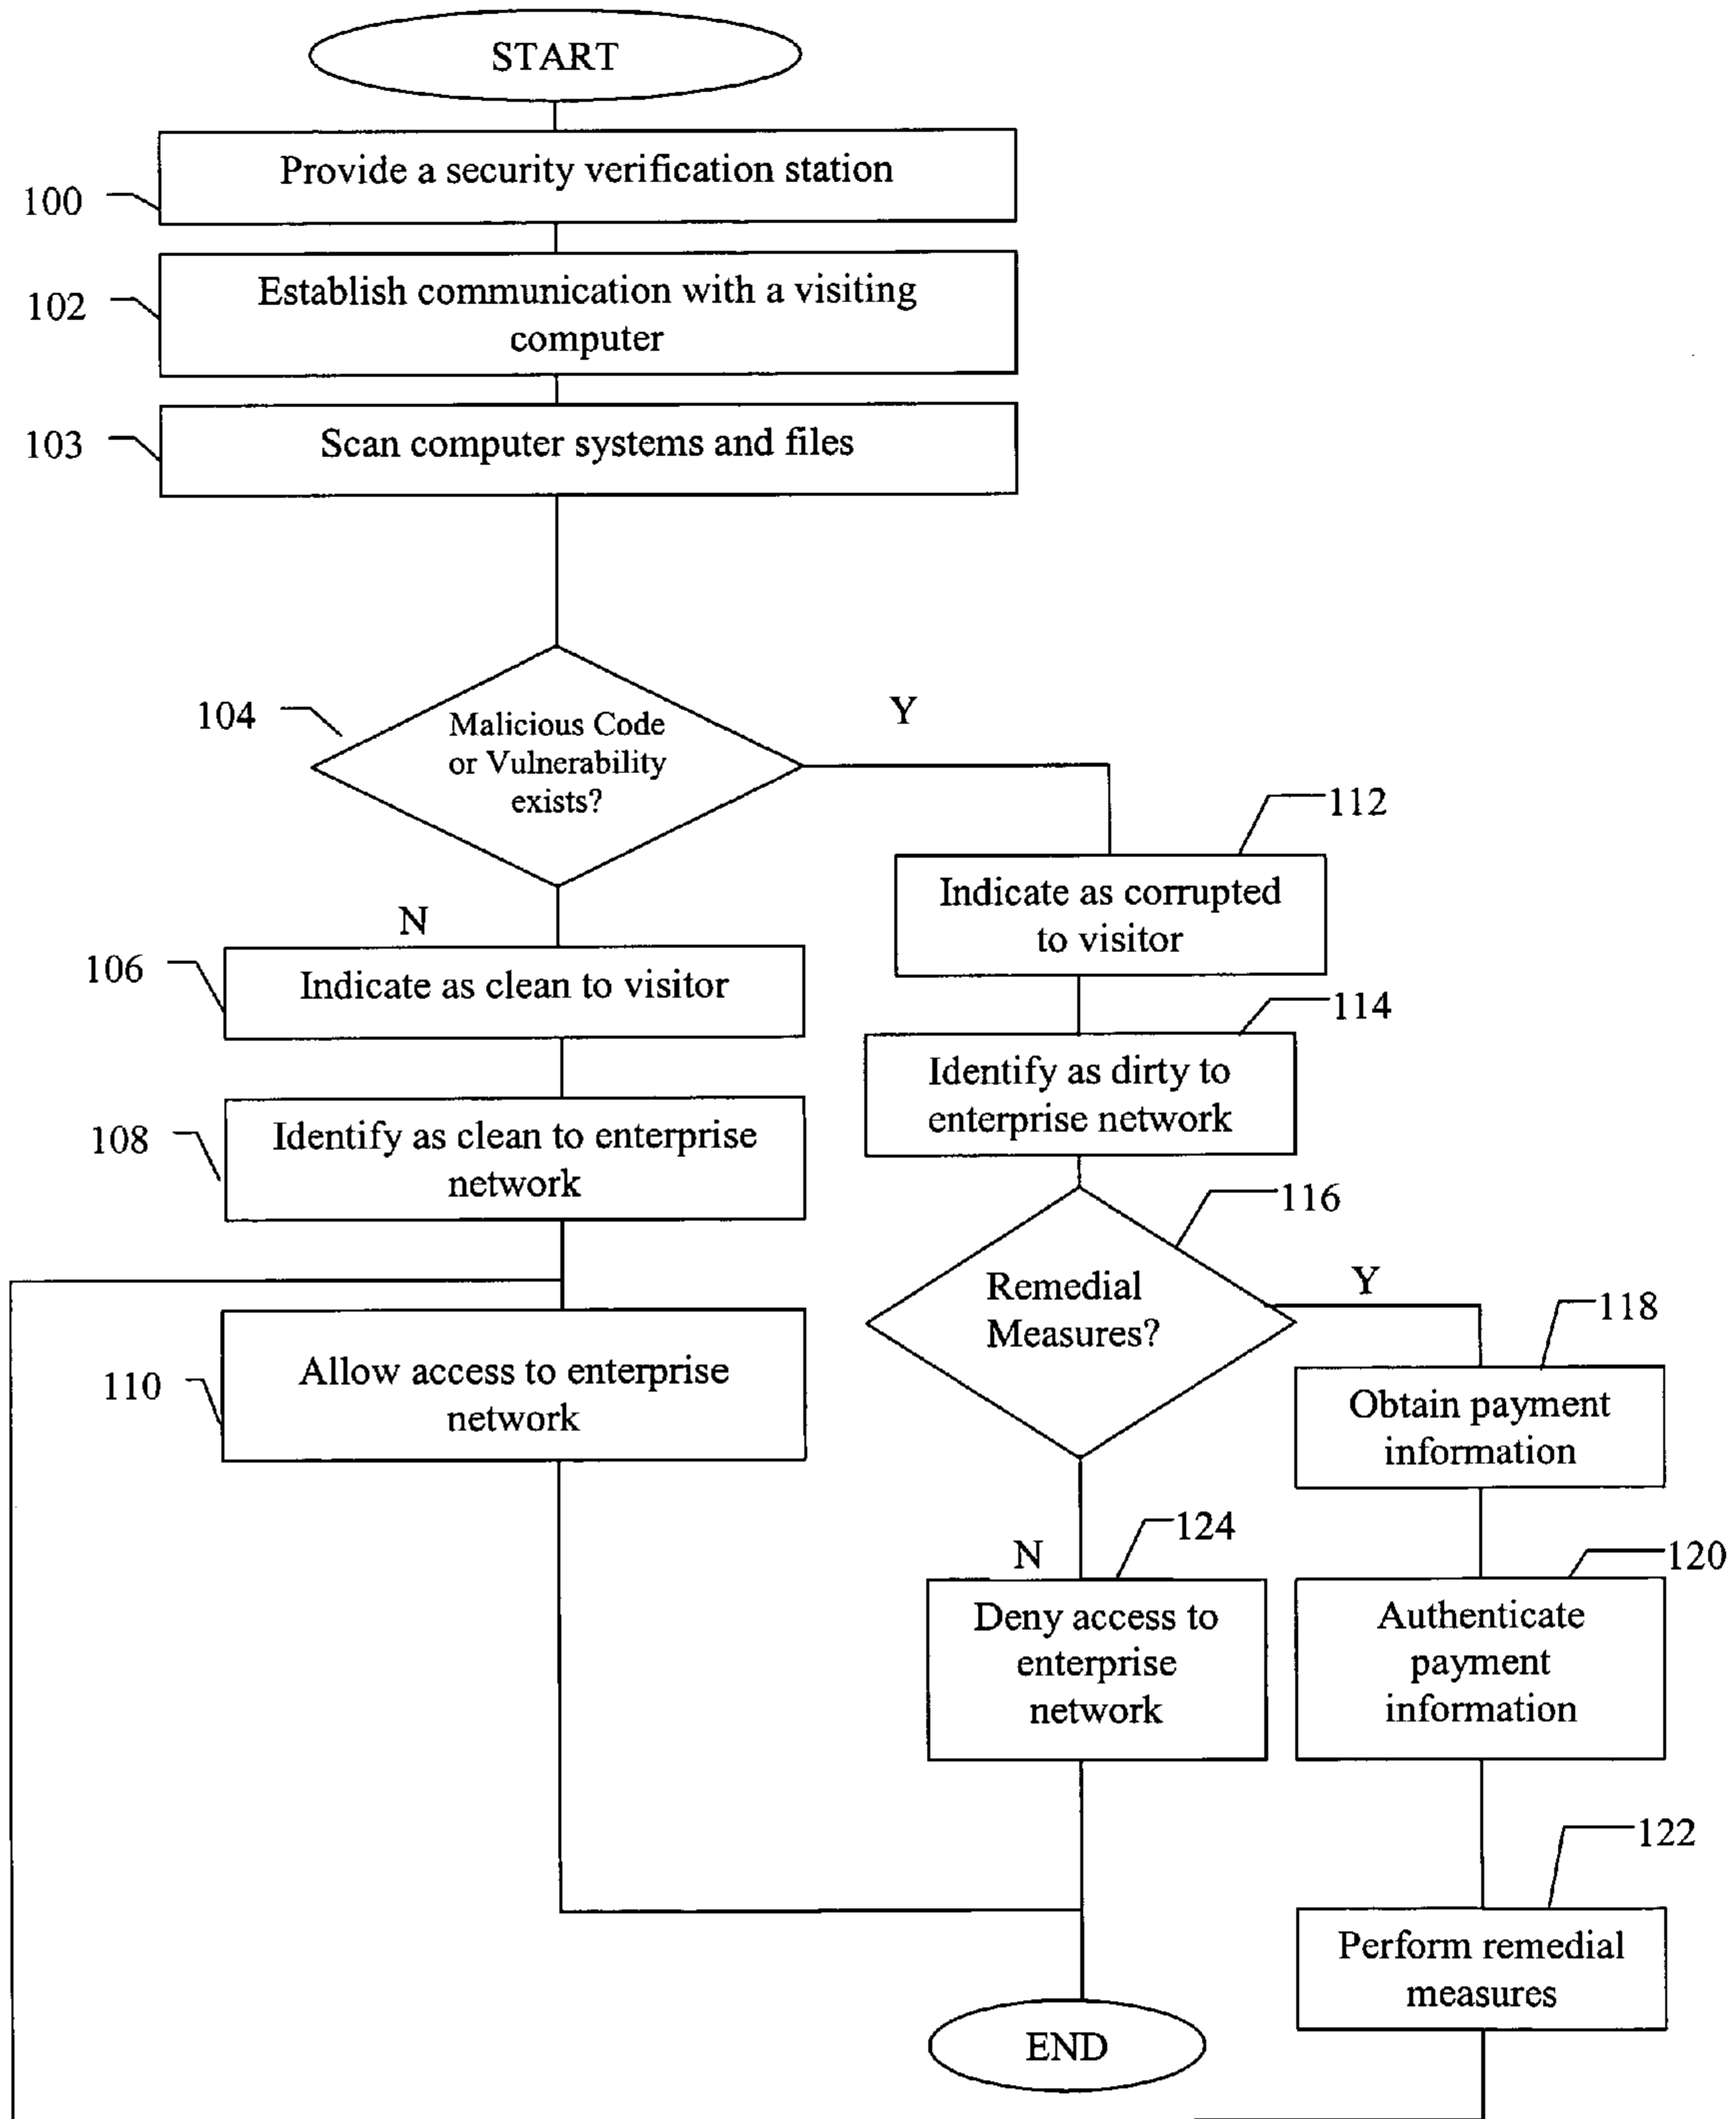 START
Provide a security verification station
100
Establish communication with a visiting
computer
102
Scan computer systems and files
103
104
Malicious Code
or Vulnerability
exists?
Y
112
Indicate as corrupted
to visitor
N
106
Indicate as clean to visitor
114
Identify as dirty to
enterprise network
108
Identify as clean to enterprise
network
116
Remedial
Measures?
Y
118
Obtain payment
information
110
Allow access to enterprise
network
N
124
Deny access to
enterprise
network
120
Authenticate
payment
information
122
Perform remedial
measures
END